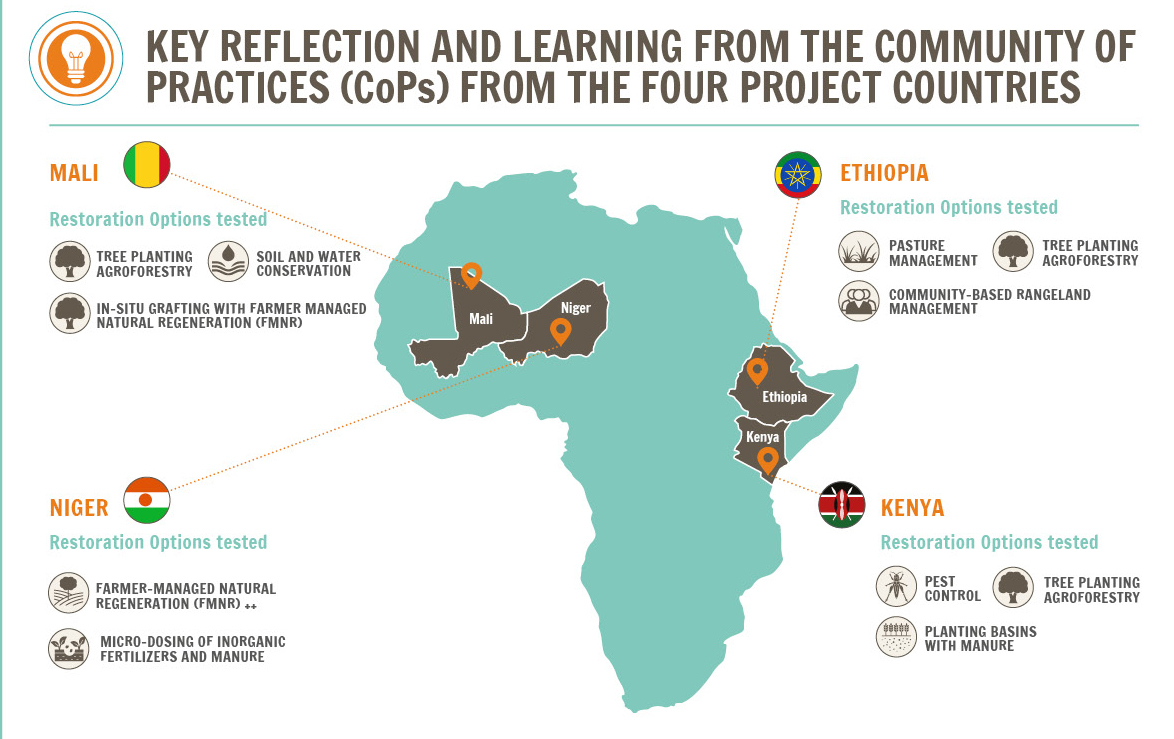 KEY REFLECTION AND LEARNING FROM THE COMMUNITY OF
PRACTICES (CoPs) FROM THE FOUR PROJECT COUNTRIES
MALI
Restoration Options tested
TREE PLANTING
AGROFORESTRY
SOIL AND WATER
CONSERVATION
IN-SITU GRAFTING WITH FARMER MANAGED
NATURAL REGENERATION (FMNR)
ETHIOPIA
Restoration Options tested
PASTURE
MANAGEMENT
TREE PLANTING
AGROFORESTRY
COMMUNITY-BASED RANGELAND
MANAGEMENT
Mali
Niger
Ethiopia
Kenya
NIGER
Restoration Options tested
FARMER-MANAGED NATURAL
REGENERATION (FMNR) ++
MICRO-DOSING OF INORGANIC
FERTILIZERS AND MANURE
KENYA
Restoration Options tested
PEST
CONTROL
TREE PLANTING
AGROFORESTRY
PLANTING BASINS
WITH MANURE